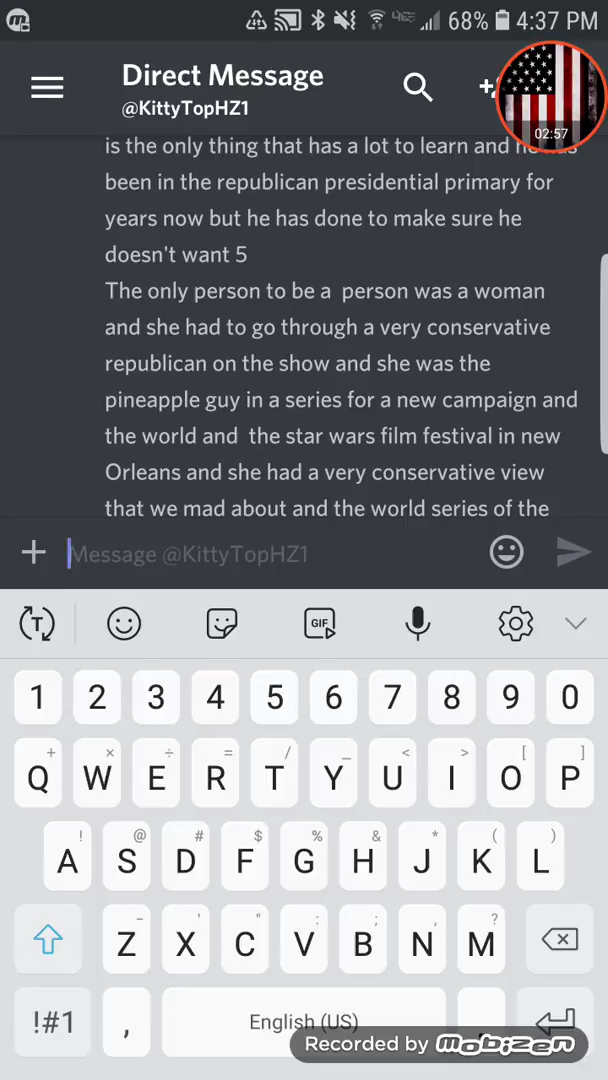 68% 4:37 PM
Direct Message
@KittyTopHZ1
02:57
is the only thing that has a lot to learn and he has
been in the republican presidential primary for
years now but he has done to make sure he
doesn't want 5
The only person to be a  person was a woman
and she had to go through a very conservative
republican on the show and she was the
pineapple guy in a series for a new campaign and
the world and  the star wars film festival in new
Orleans and she had a very conservative view
that we mad about and the world series of the
Message @KittyTopHZ1
T GIF
1 2 3 4 5 6 7 8 9 0
+ × ÷ = / _ < > [ ]
Q W E R T Y U I O P
! @ # $ % & * ( )
A S D F G H J K L
- ' " : ; , ?
Z X C V B N M
!#1 , English (US)
Recorded by mobizen